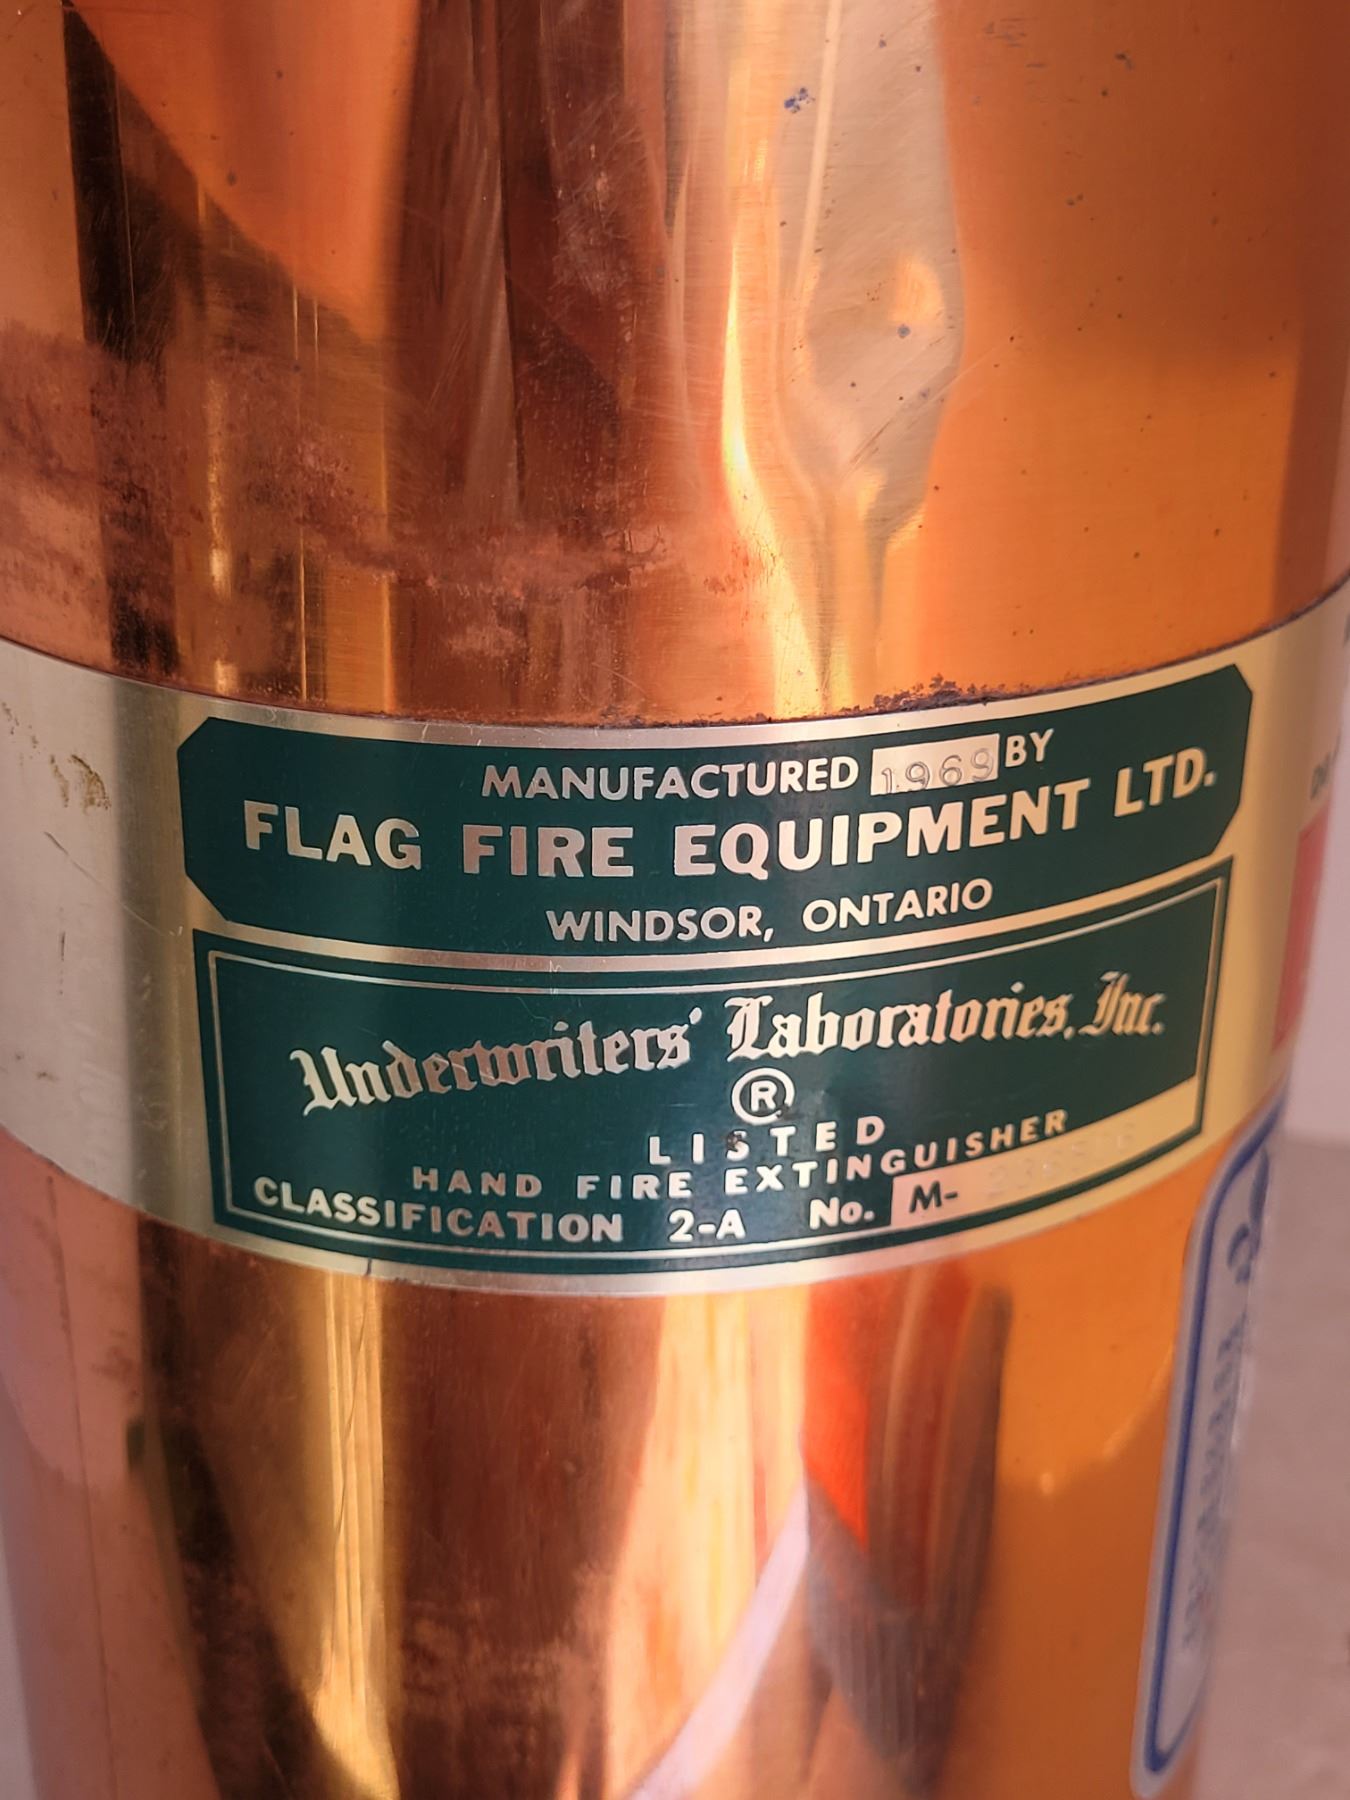 MANUFACTURED 1969 BY
FLAG FIRE EQUIPMENT LTD.
WINDSOR, ONTARIO
Underwriters' Laboratories, Inc.
®
LISTED
HAND FIRE EXTINGUISHER
CLASSIFICATION 2-A No. M-